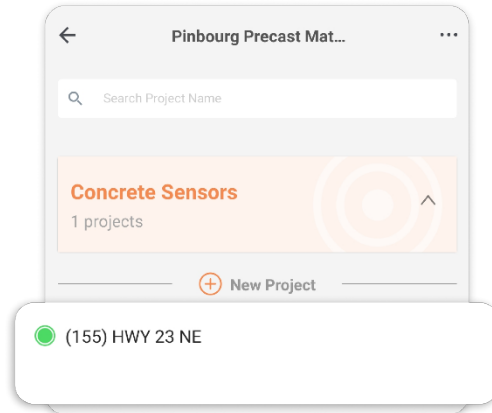 Pinbourg Precast Mat...
Search Project Name
Concrete Sensors
1 projects
New Project
(155) HWY 23 NE